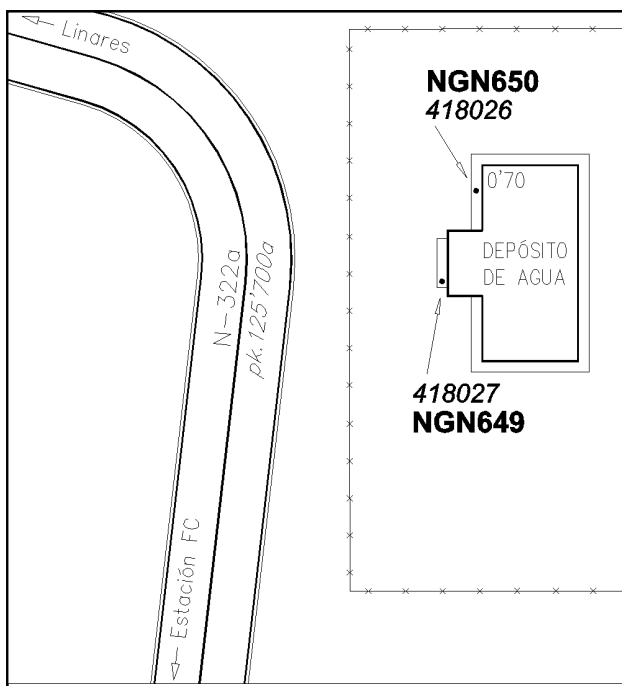 ← Linares
NGN650
418026
0'70
DEPÓSITO
DE AGUA
N-322a
pk.125'700a
418027
NGN649
← Estación FC